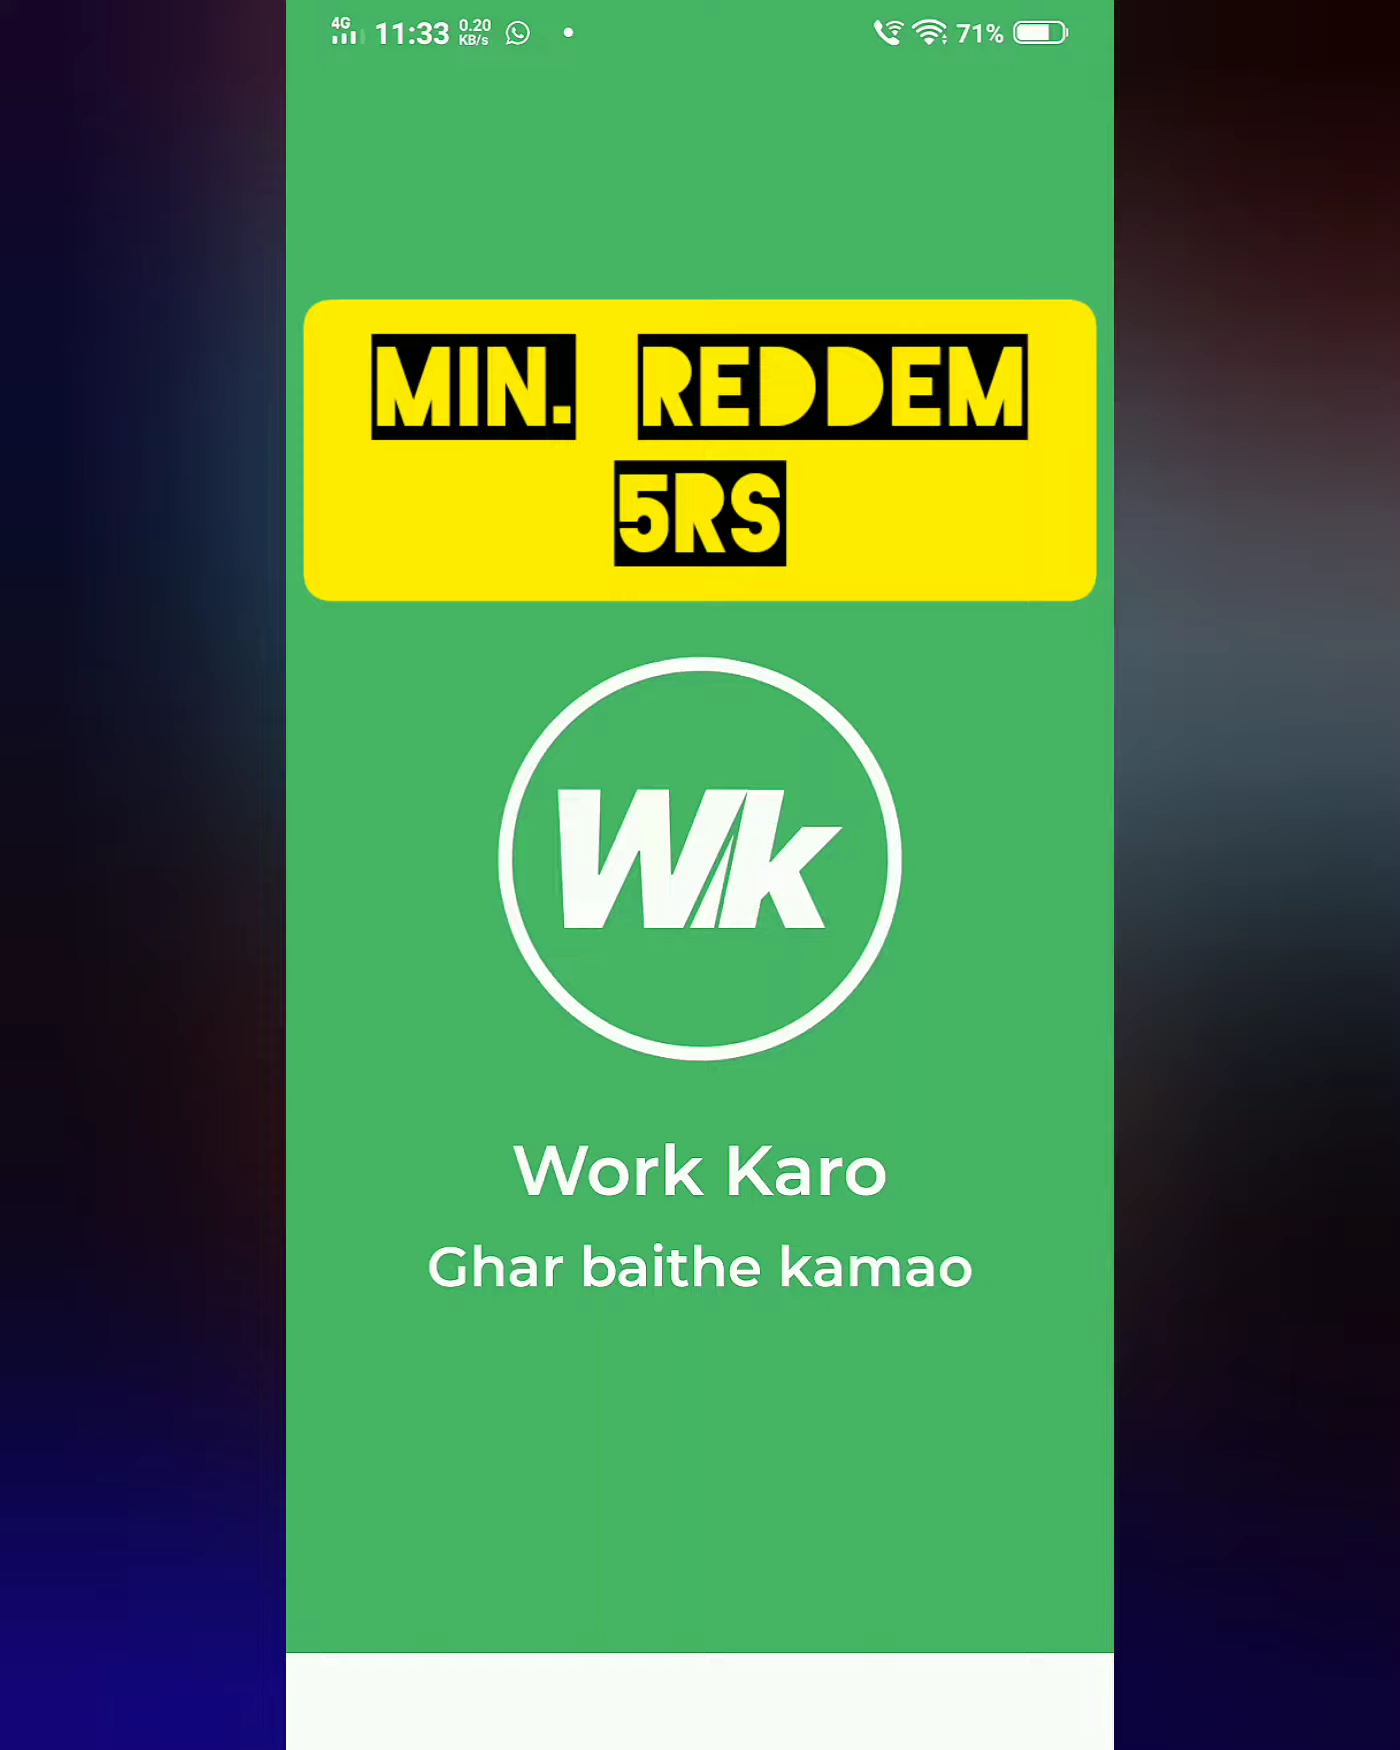 4G 11:33 0.20 KB/s 71%
MIN. REDDEM
5RS
Wk
Work Karo
Ghar baithe kamao